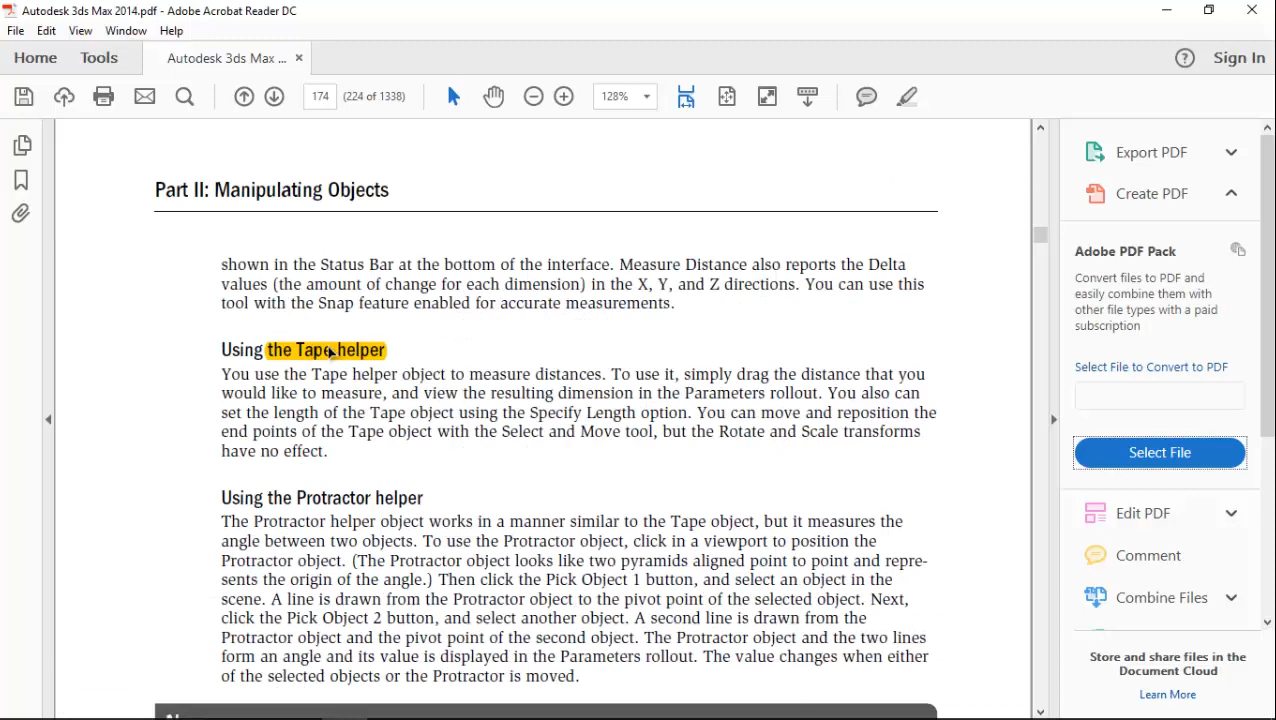 Autodesk 3ds Max 2014.pdf - Adobe Acrobat Reader DC
File Edit View Window Help
Home Tools Autodesk 3ds Max ... × Sign In
174 (224 of 1338) 128%
Part II: Manipulating Objects
shown in the Status Bar at the bottom of the interface. Measure Distance also reports the Delta
values (the amount of change for each dimension) in the X, Y, and Z directions. You can use this
tool with the Snap feature enabled for accurate measurements.
Using the Tape helper
You use the Tape helper object to measure distances. To use it, simply drag the distance that you
would like to measure, and view the resulting dimension in the Parameters rollout. You also can
set the length of the Tape object using the Specify Length option. You can move and reposition the
end points of the Tape object with the Select and Move tool, but the Rotate and Scale transforms
have no effect.
Using the Protractor helper
The Protractor helper object works in a manner similar to the Tape object, but it measures the
angle between two objects. To use the Protractor object, click in a viewport to position the
Protractor object. (The Protractor object looks like two pyramids aligned point to point and repre-
sents the origin of the angle.) Then click the Pick Object 1 button, and select an object in the
scene. A line is drawn from the Protractor object to the pivot point of the selected object. Next,
click the Pick Object 2 button, and select another object. A second line is drawn from the
Protractor object and the pivot point of the second object. The Protractor object and the two lines
form an angle and its value is displayed in the Parameters rollout. The value changes when either
of the selected objects or the Protractor is moved.
Export PDF
Create PDF
Adobe PDF Pack
Convert files to PDF and
easily combine them with
other file types with a paid
subscription
Select File to Convert to PDF
Select File
Edit PDF
Comment
Combine Files
Store and share files in the
Document Cloud
Learn More